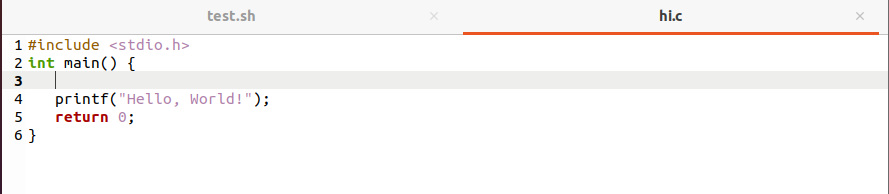 test.sh × hi.c ×
1 #include <stdio.h>
2 int main() {
3
4    printf("Hello, World!");
5    return 0;
6 }